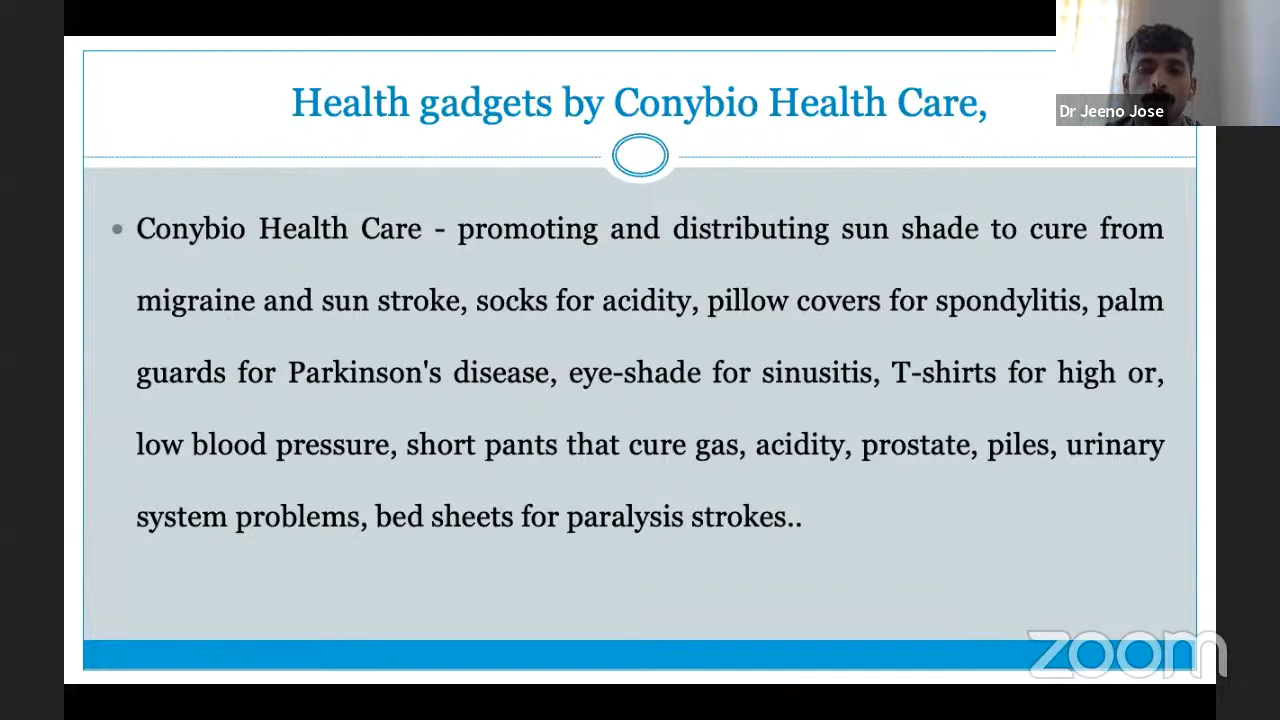 Health gadgets by Conybio Health Care,
Dr Jeeno Jose
• Conybio Health Care - promoting and distributing sun shade to cure from
migraine and sun stroke, socks for acidity, pillow covers for spondylitis, palm
guards for Parkinson's disease, eye-shade for sinusitis, T-shirts for high or,
low blood pressure, short pants that cure gas, acidity, prostate, piles, urinary
system problems, bed sheets for paralysis strokes..
zoom